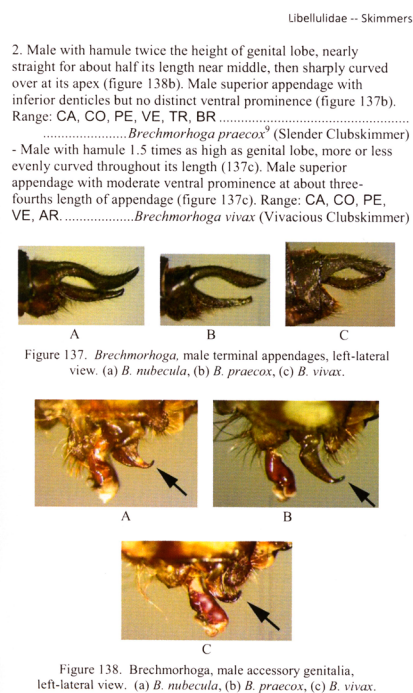 Libellulidae -- Skimmers
2. Male with hamule twice the height of genital lobe, nearly
straight for about half its length near middle, then sharply curved
over at its apex (figure 138b). Male superior appendage with
inferior denticles but no distinct ventral prominence (figure 137b).
Range: CA, CO, PE, VE, TR, BR ..................................................
......................Brechmorhoga praecox⁹ (Slender Clubskimmer)
- Male with hamule 1.5 times as high as genital lobe, more or less
evenly curved throughout its length (137c). Male superior
appendage with moderate ventral prominence at about three-
fourths length of appendage (figure 137c). Range: CA, CO, PE,
VE, AR. ...................Brechmorhoga vivax (Vivacious Clubskimmer)
A B C
Figure 137. Brechmorhoga, male terminal appendages, left-lateral
view. (a) B. nubecula, (b) B. praecox, (c) B. vivax.
A B
C
Figure 138. Brechmorhoga, male accessory genitalia,
left-lateral view. (a) B. nubecula, (b) B. praecox, (c) B. vivax.